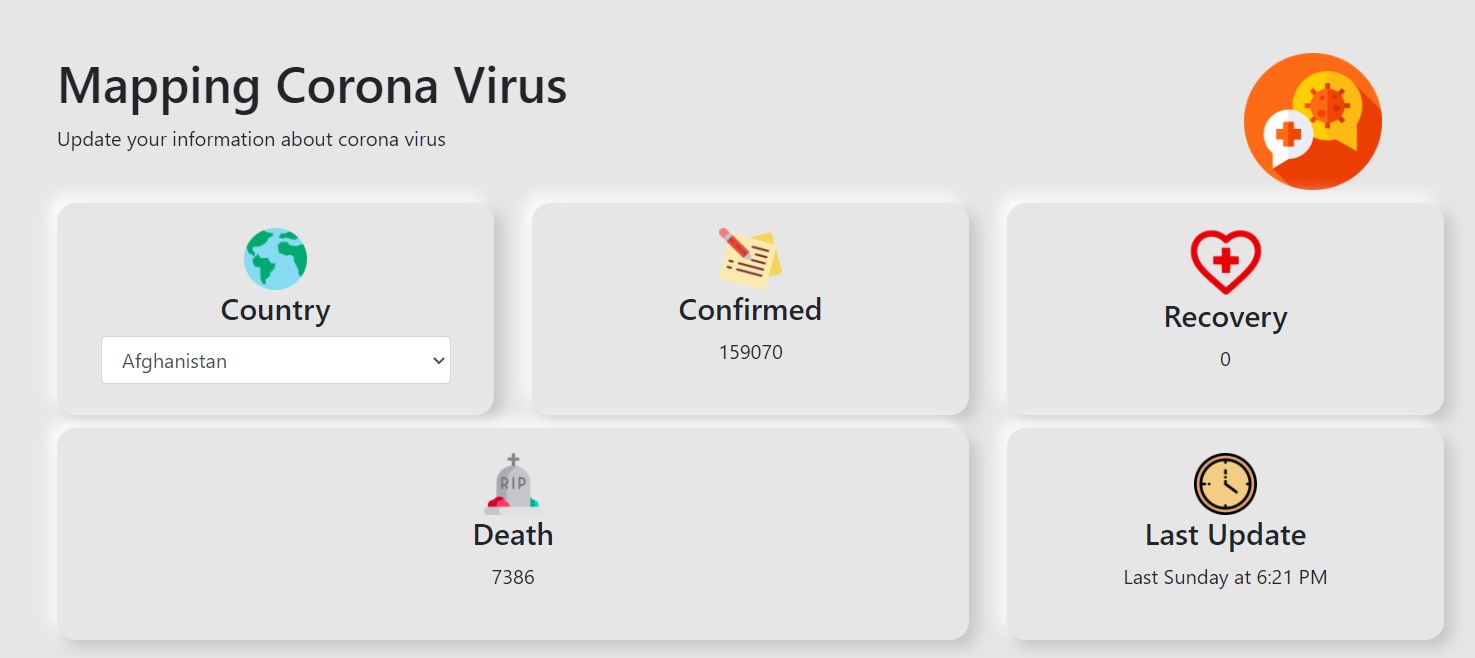 Mapping Corona Virus
Update your information about corona virus
Country
Afghanistan
Confirmed
159070
Recovery
0
RIP
Death
7386
Last Update
Last Sunday at 6:21 PM